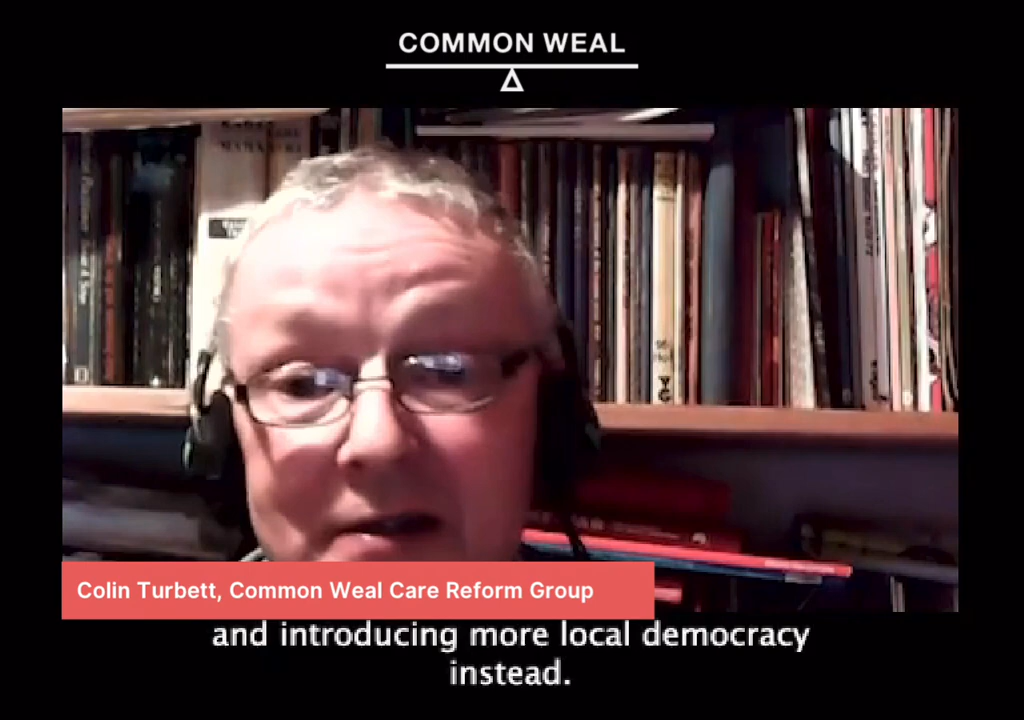 COMMON WEAL
Colin Turbett, Common Weal Care Reform Group
and introducing more local democracy
instead.